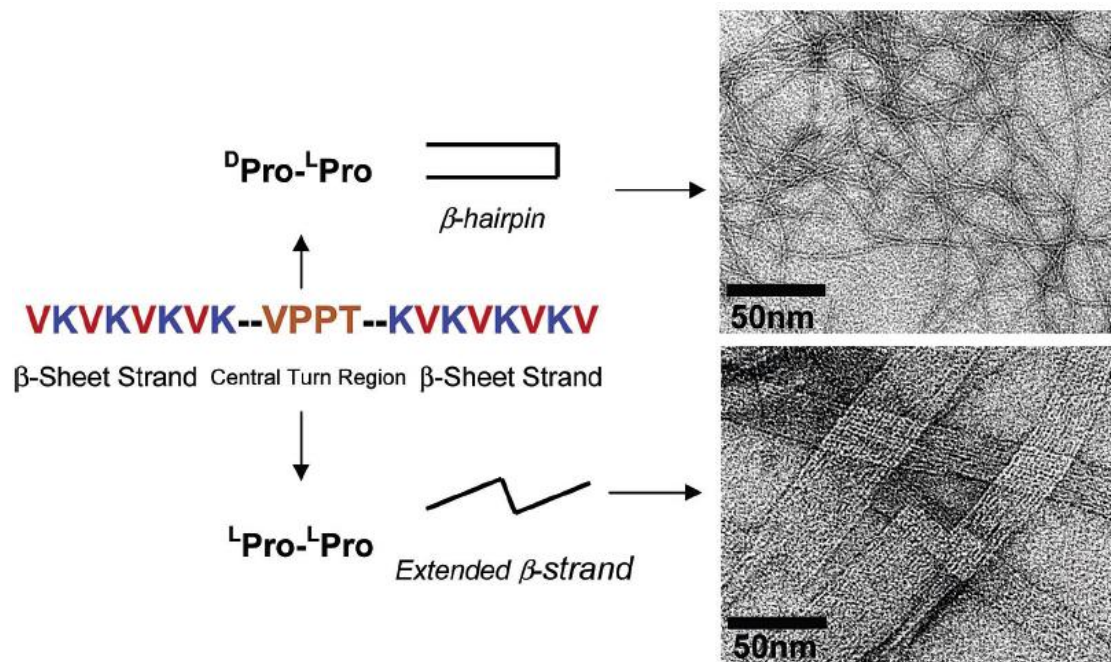 ᴰPro-ᴸPro
β-hairpin
50nm
VKVKVKVK--VPPT--KVKVKVKV
β-Sheet Strand Central Turn Region β-Sheet Strand
ᴸPro-ᴸPro
Extended β-strand
50nm